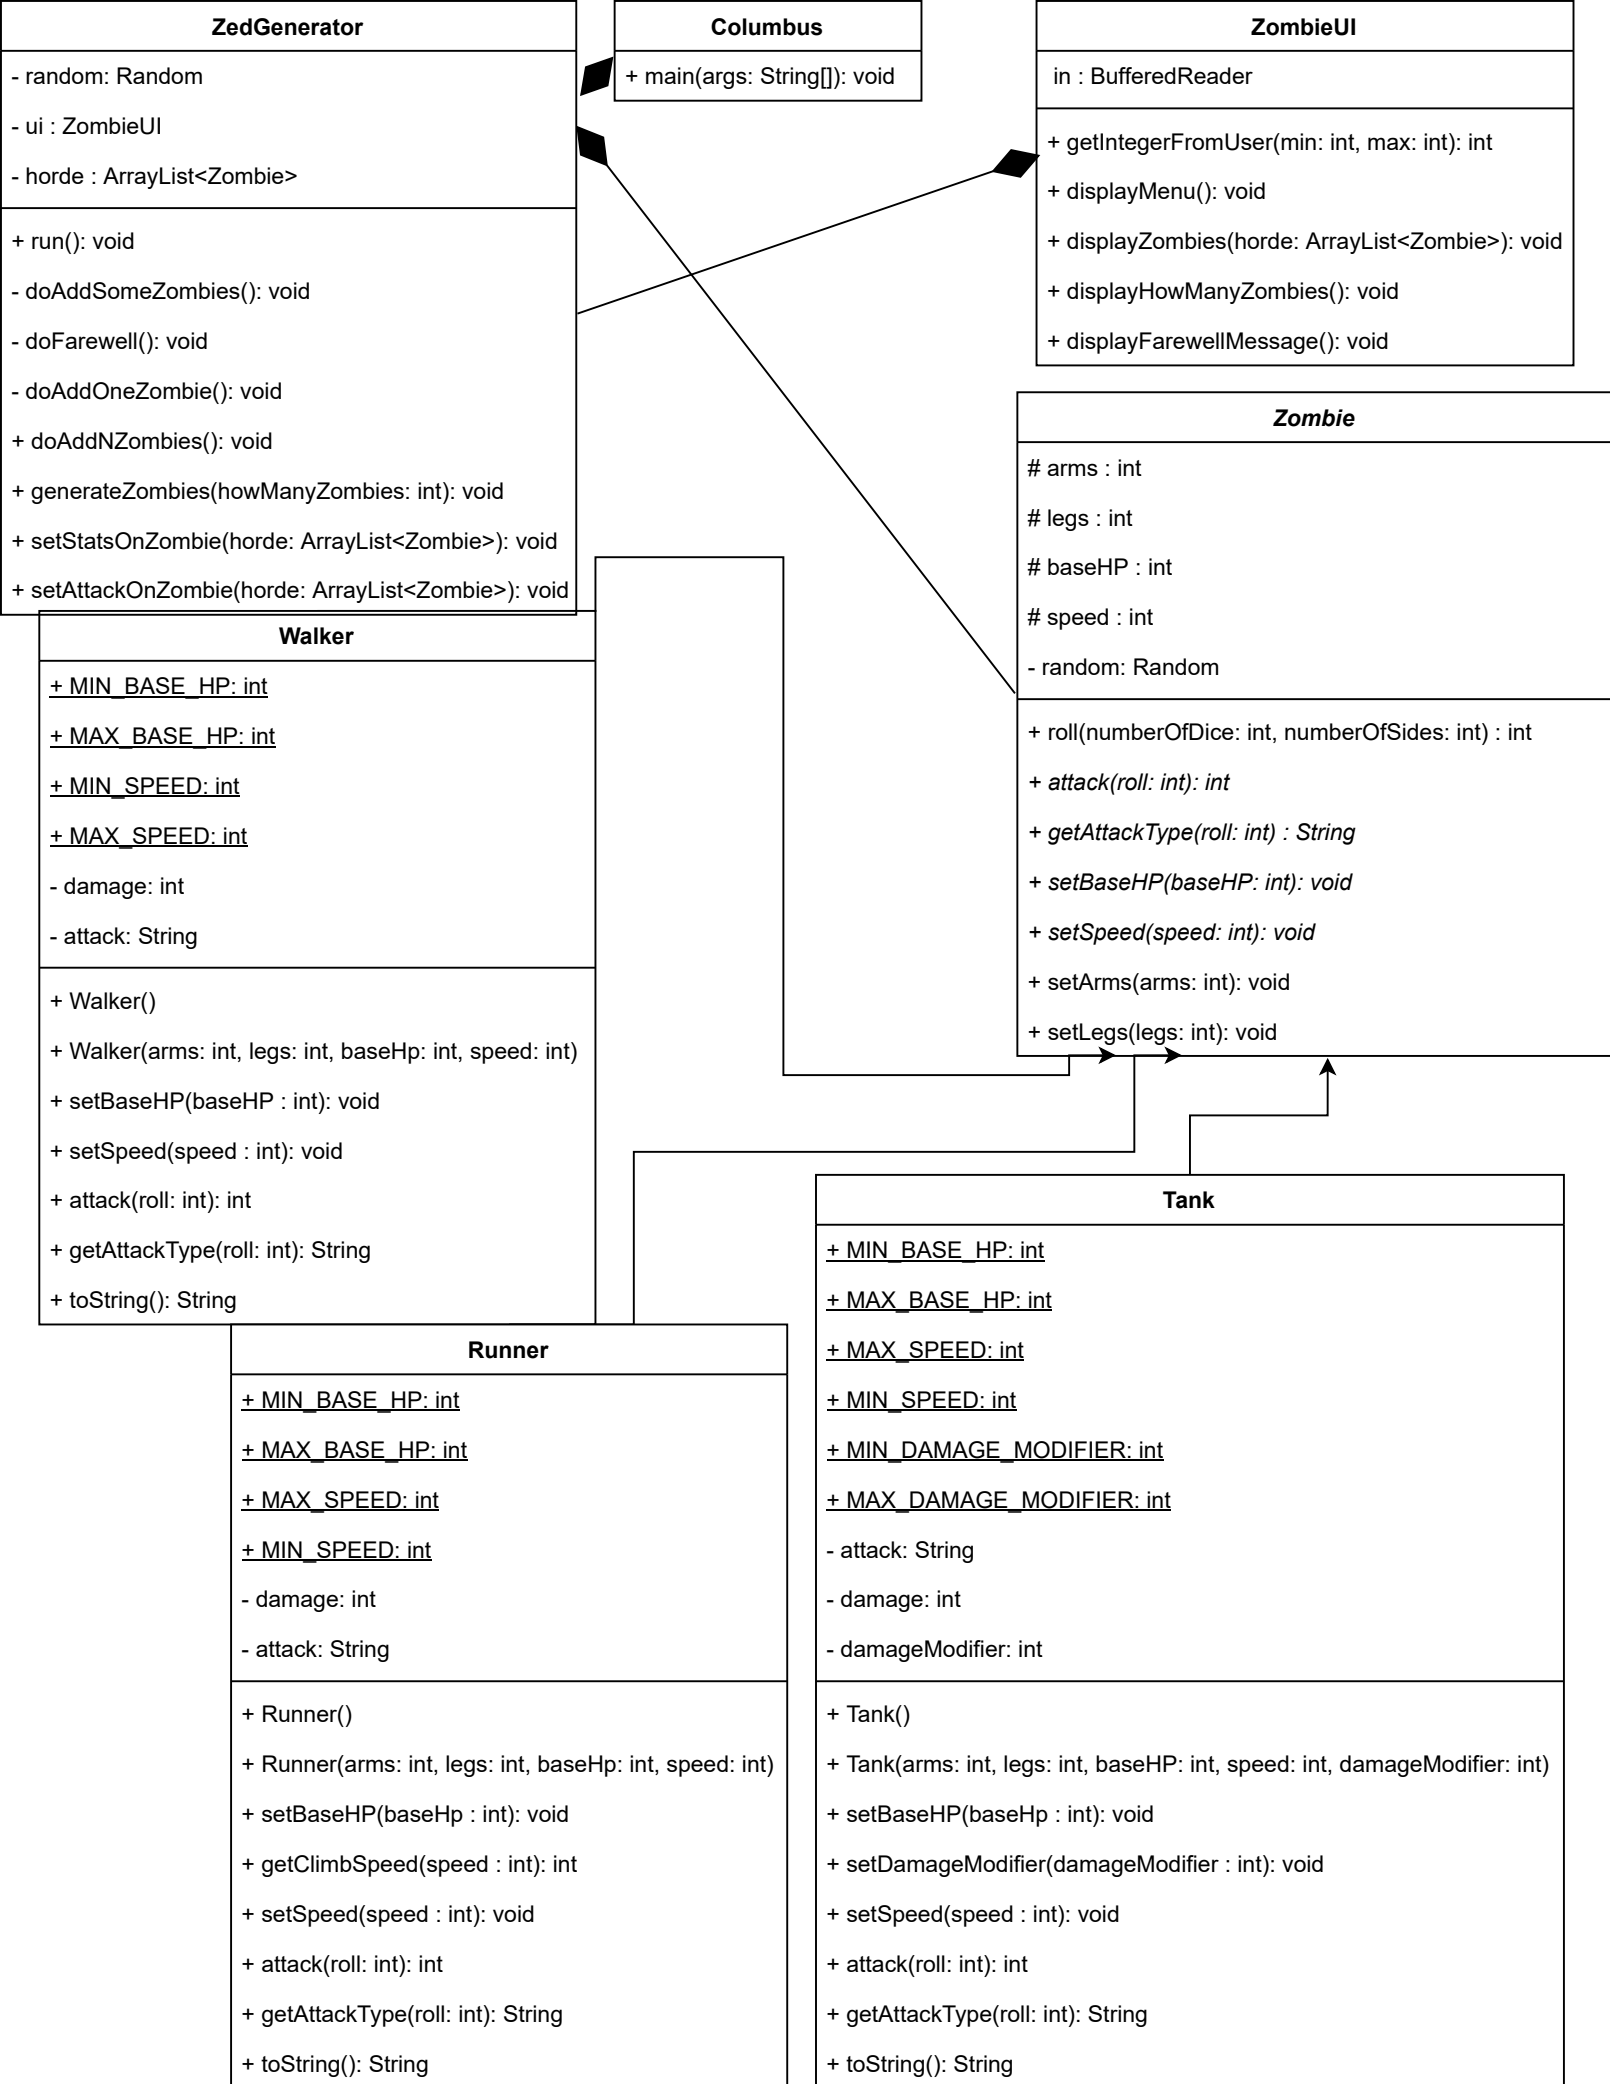 ZedGenerator
- random: Random
- ui : ZombieUI
- horde : ArrayList<Zombie>
+ run(): void
- doAddSomeZombies(): void
- doFarewell(): void
- doAddOneZombie(): void
+ doAddNZombies(): void
+ generateZombies(howManyZombies: int): void
+ setStatsOnZombie(horde: ArrayList<Zombie>): void
+ setAttackOnZombie(horde: ArrayList<Zombie>): void
Columbus
+ main(args: String[]): void
ZombieUI
in : BufferedReader
+ getIntegerFromUser(min: int, max: int): int
+ displayMenu(): void
+ displayZombies(horde: ArrayList<Zombie>): void
+ displayHowManyZombies(): void
+ displayFarewellMessage(): void
Zombie
# arms : int
# legs : int
# baseHP : int
# speed : int
- random: Random
+ roll(numberOfDice: int, numberOfSides: int) : int
+ attack(roll: int): int
+ getAttackType(roll: int) : String
+ setBaseHP(baseHP: int): void
+ setSpeed(speed: int): void
+ setArms(arms: int): void
+ setLegs(legs: int): void
Walker
+ MIN_BASE_HP: int
+ MAX_BASE_HP: int
+ MIN_SPEED: int
+ MAX_SPEED: int
- damage: int
- attack: String
+ Walker()
+ Walker(arms: int, legs: int, baseHp: int, speed: int)
+ setBaseHP(baseHP : int): void
+ setSpeed(speed : int): void
+ attack(roll: int): int
+ getAttackType(roll: int): String
+ toString(): String
Runner
+ MIN_BASE_HP: int
+ MAX_BASE_HP: int
+ MAX_SPEED: int
+ MIN_SPEED: int
- damage: int
- attack: String
+ Runner()
+ Runner(arms: int, legs: int, baseHp: int, speed: int)
+ setBaseHP(baseHp : int): void
+ getClimbSpeed(speed : int): int
+ setSpeed(speed : int): void
+ attack(roll: int): int
+ getAttackType(roll: int): String
+ toString(): String
Tank
+ MIN_BASE_HP: int
+ MAX_BASE_HP: int
+ MAX_SPEED: int
+ MIN_SPEED: int
+ MIN_DAMAGE_MODIFIER: int
+ MAX_DAMAGE_MODIFIER: int
- attack: String
- damage: int
- damageModifier: int
+ Tank()
+ Tank(arms: int, legs: int, baseHP: int, speed: int, damageModifier: int)
+ setBaseHP(baseHp : int): void
+ setDamageModifier(damageModifier : int): void
+ setSpeed(speed : int): void
+ attack(roll: int): int
+ getAttackType(roll: int): String
+ toString(): String